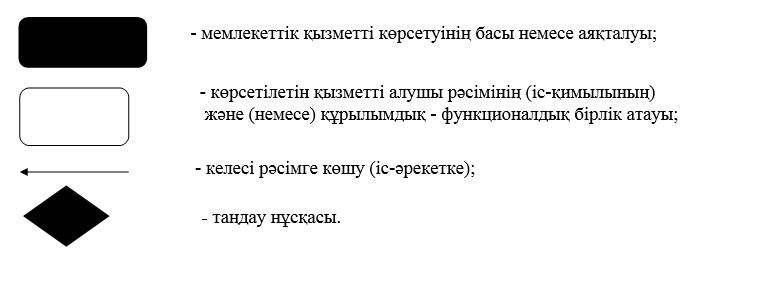 - мемлекеттік қызметті көрсетуінің басы немесе аяқталуы;
- көрсетілетін қызметті алушы рәсімінің (іс-қимылының)
және (немесе) құрылымдық - функционалдық бірлік атауы;
- келесі рәсімге көшу (іс-әрекетке);
- таңдау нұсқасы.